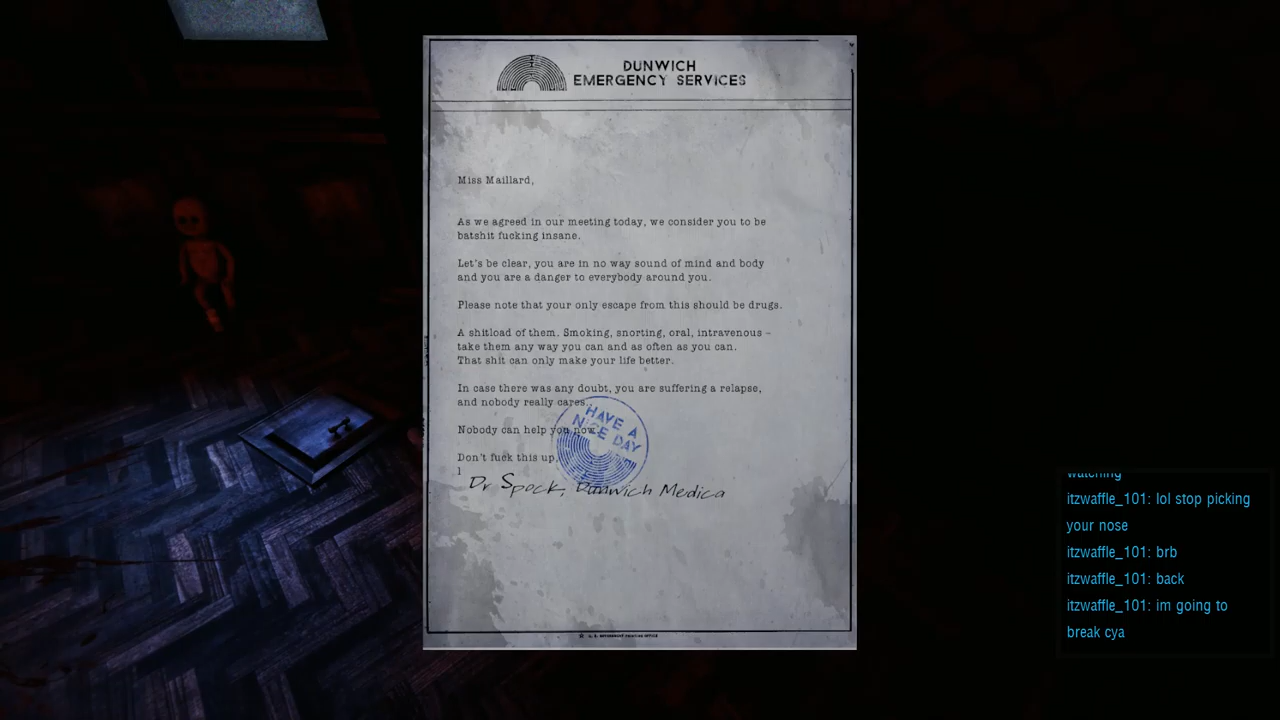 DUNWICH
EMERGENCY SERVICES
Miss Maillard,
As we agreed in our meeting today, we consider you to be
batshit fucking insane.
Let's be clear, you are in no way sound of mind and body
and you are a danger to everybody around you.
Please note that your only escape from this should be drugs.
A shitload of them. Smoking, snorting, oral, intravenous –
take them any way you can and as often as you can.
That shit can only make your life better.
In case there was any doubt, you are suffering a relapse,
and nobody really cares.
Nobody can help you now.
HAVE A
NICE DAY
Don't fuck this up,
l
Dr Spock, Dunwich Medica
watching
itzwaffle_101: lol stop picking
your nose
itzwaffle_101: brb
itzwaffle_101: back
itzwaffle_101: im going to
break cya